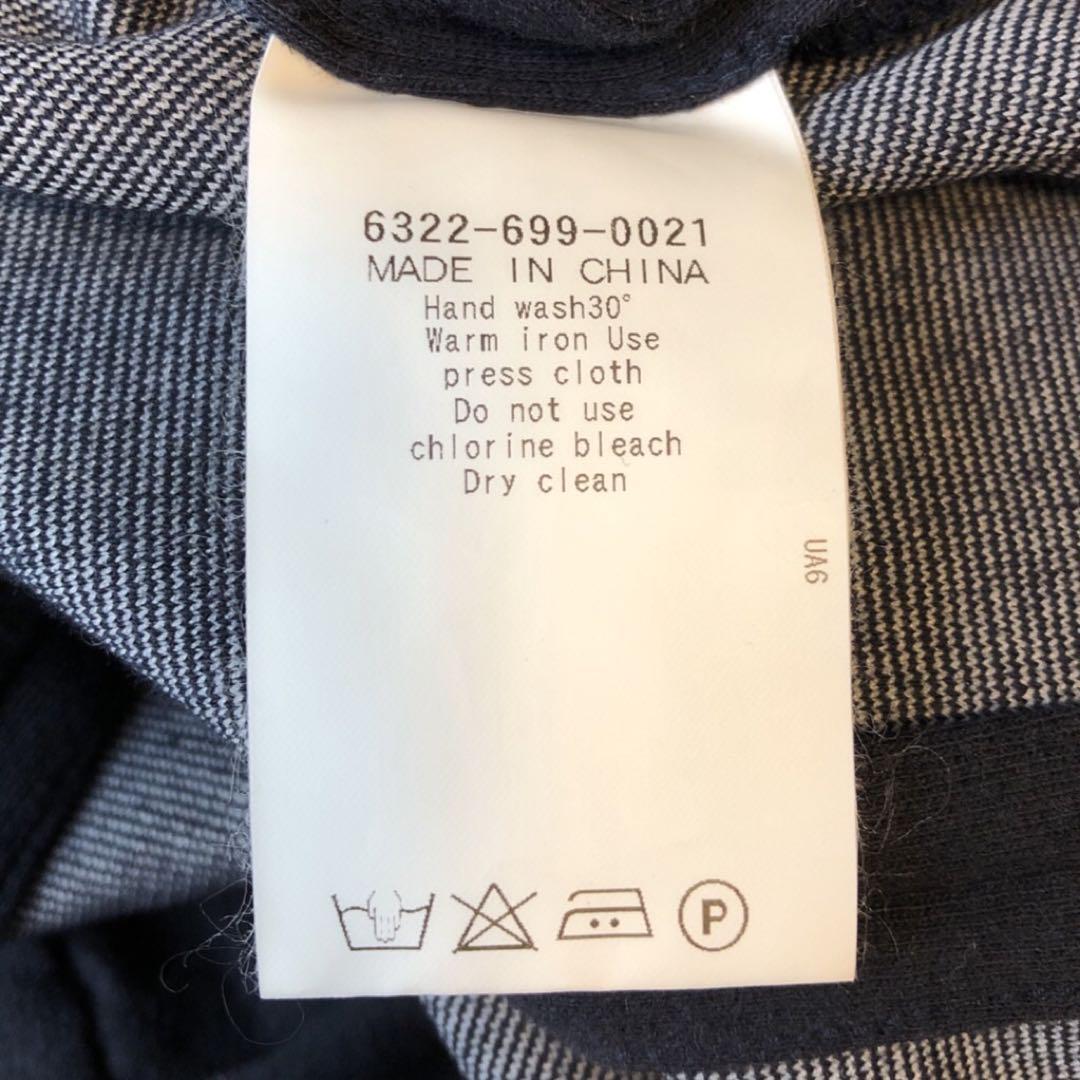 6322-699-0021
MADE IN CHINA
Hand wash30°
Warm iron Use
press cloth
Do not use
chlorine bleach
Dry clean
UA6
P